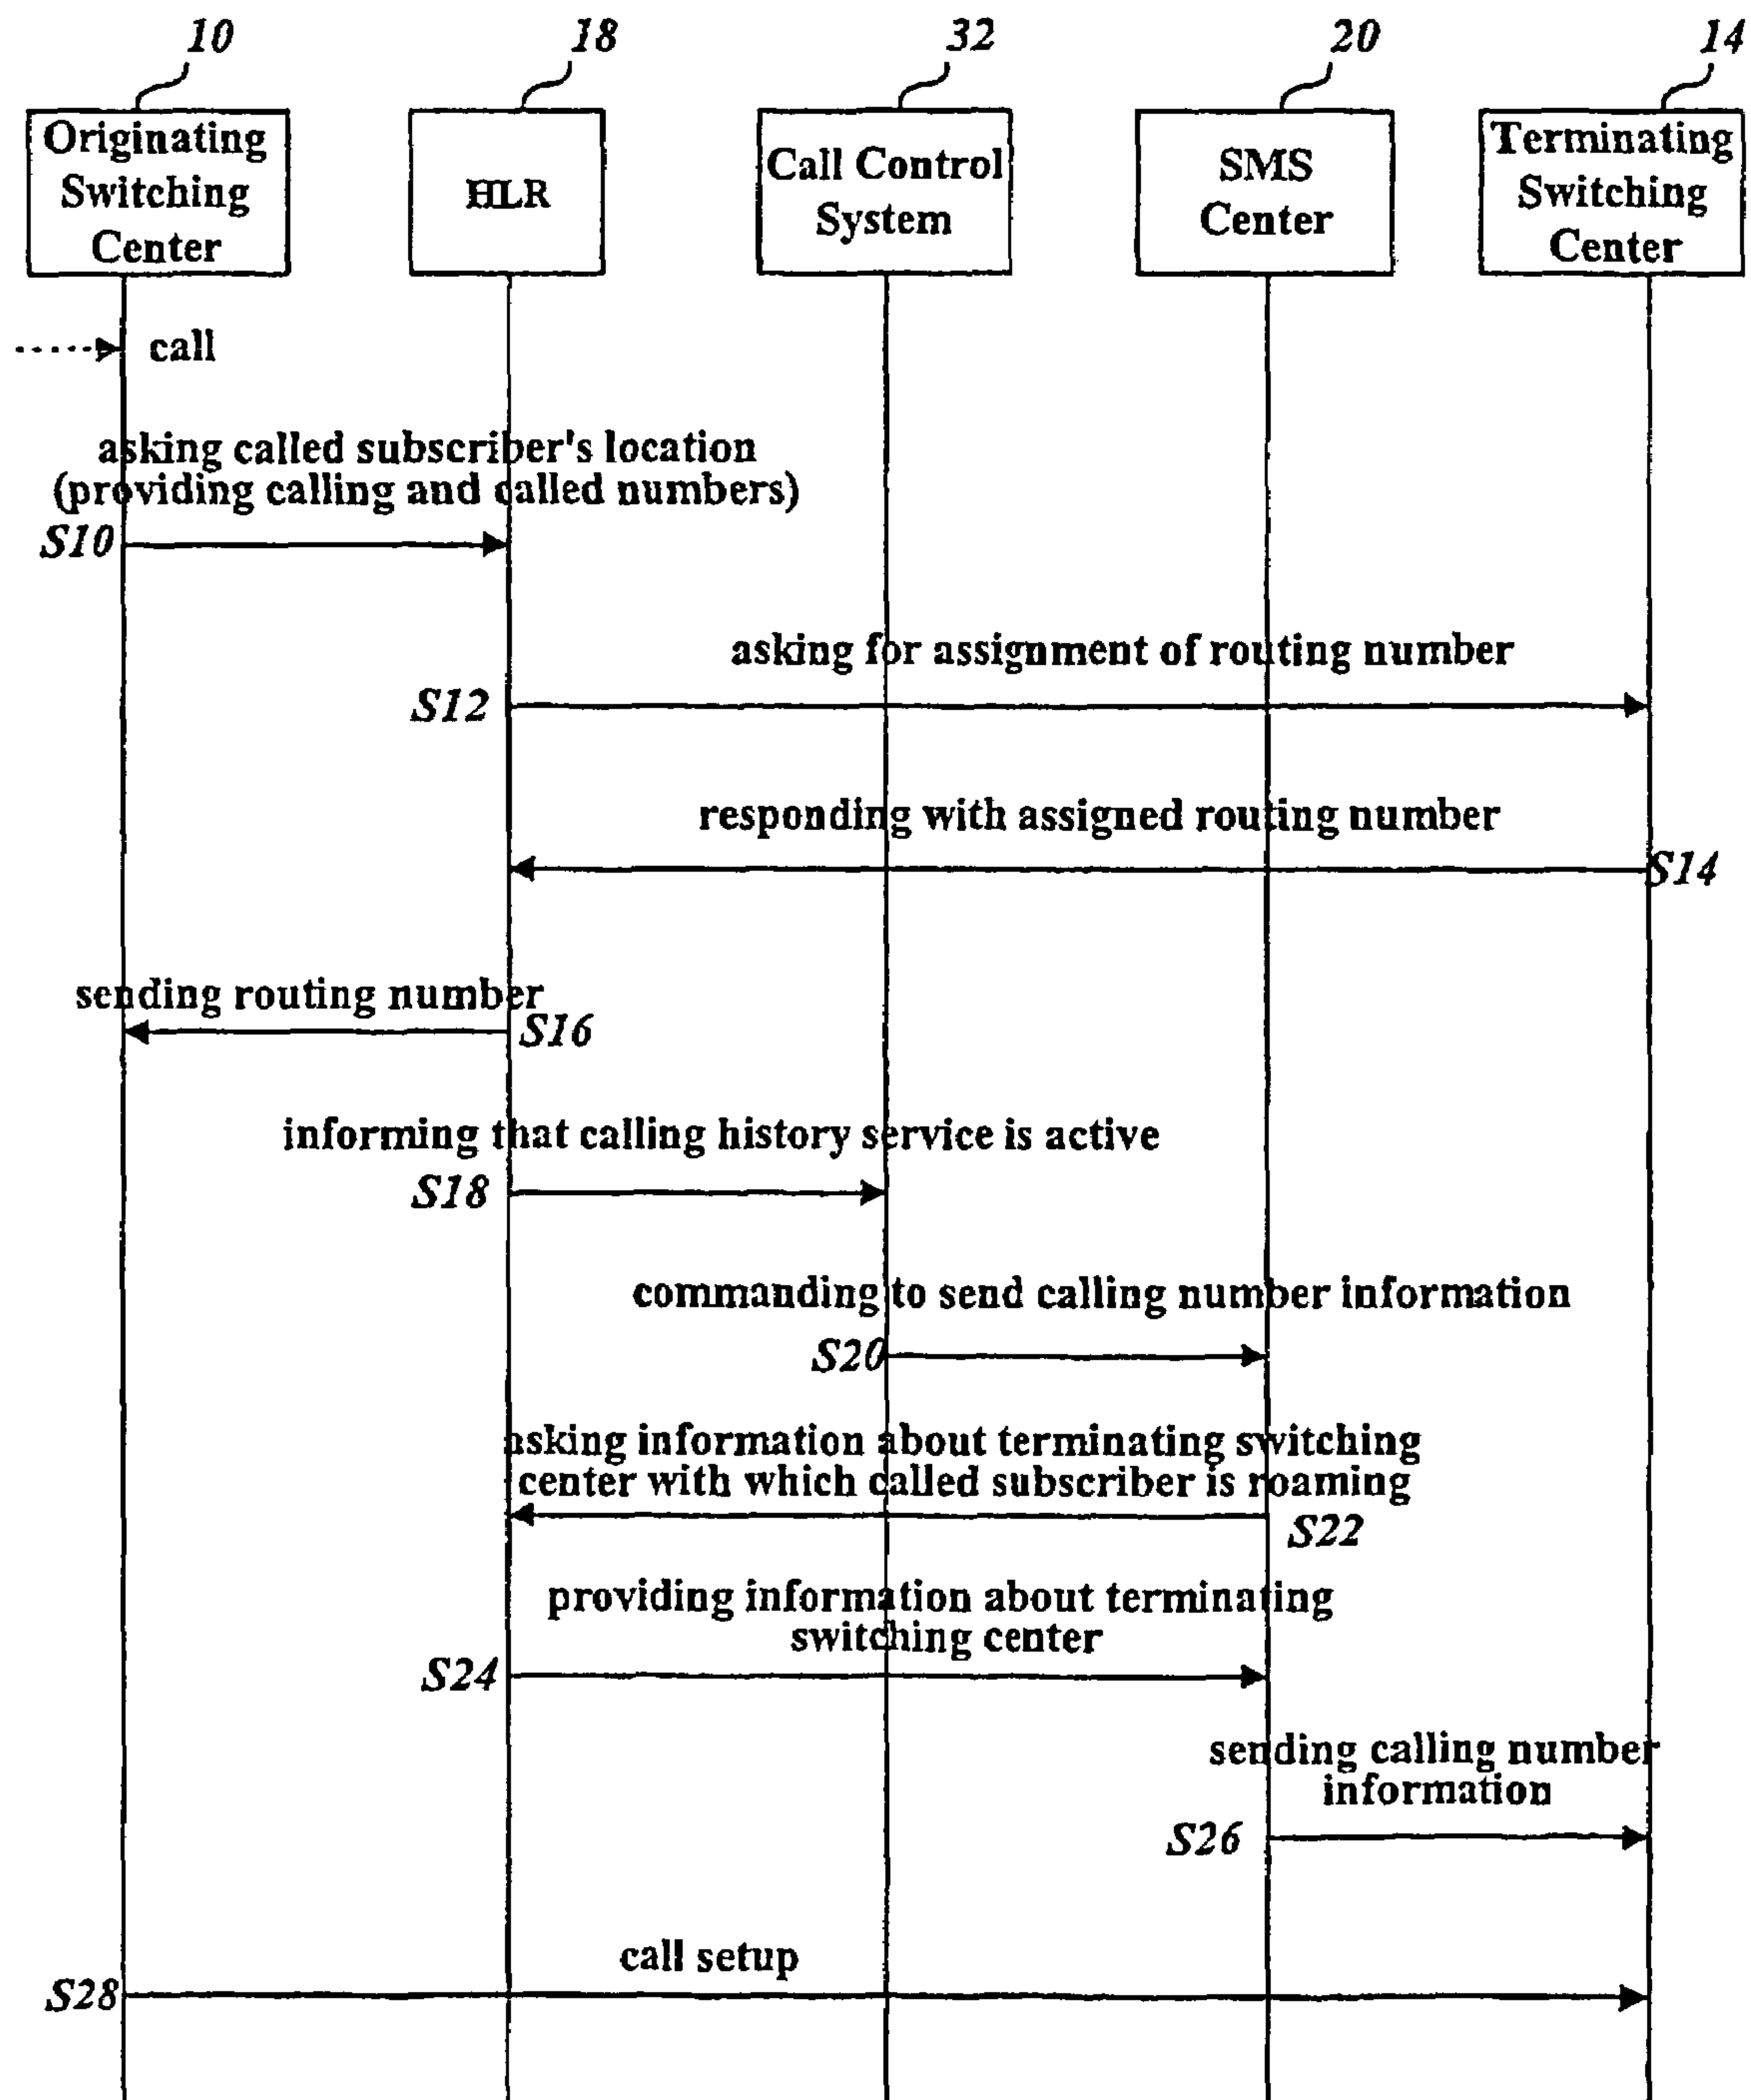 10
18
32
20
14
Originating
Switching
Center
HLR
Call Control
System
SMS
Center
Terminating
Switching
Center
call
asking called subscriber's location
(providing calling and called numbers)
S10
asking for assignment of routing number
S12
responding with assigned routing number
S14
sending routing number
S16
informing that calling history service is active
S18
commanding to send calling number information
S20
asking information about terminating switching
center with which called subscriber is roaming
S22
providing information about terminating
switching center
S24
sending calling number
information
S26
call setup
S28